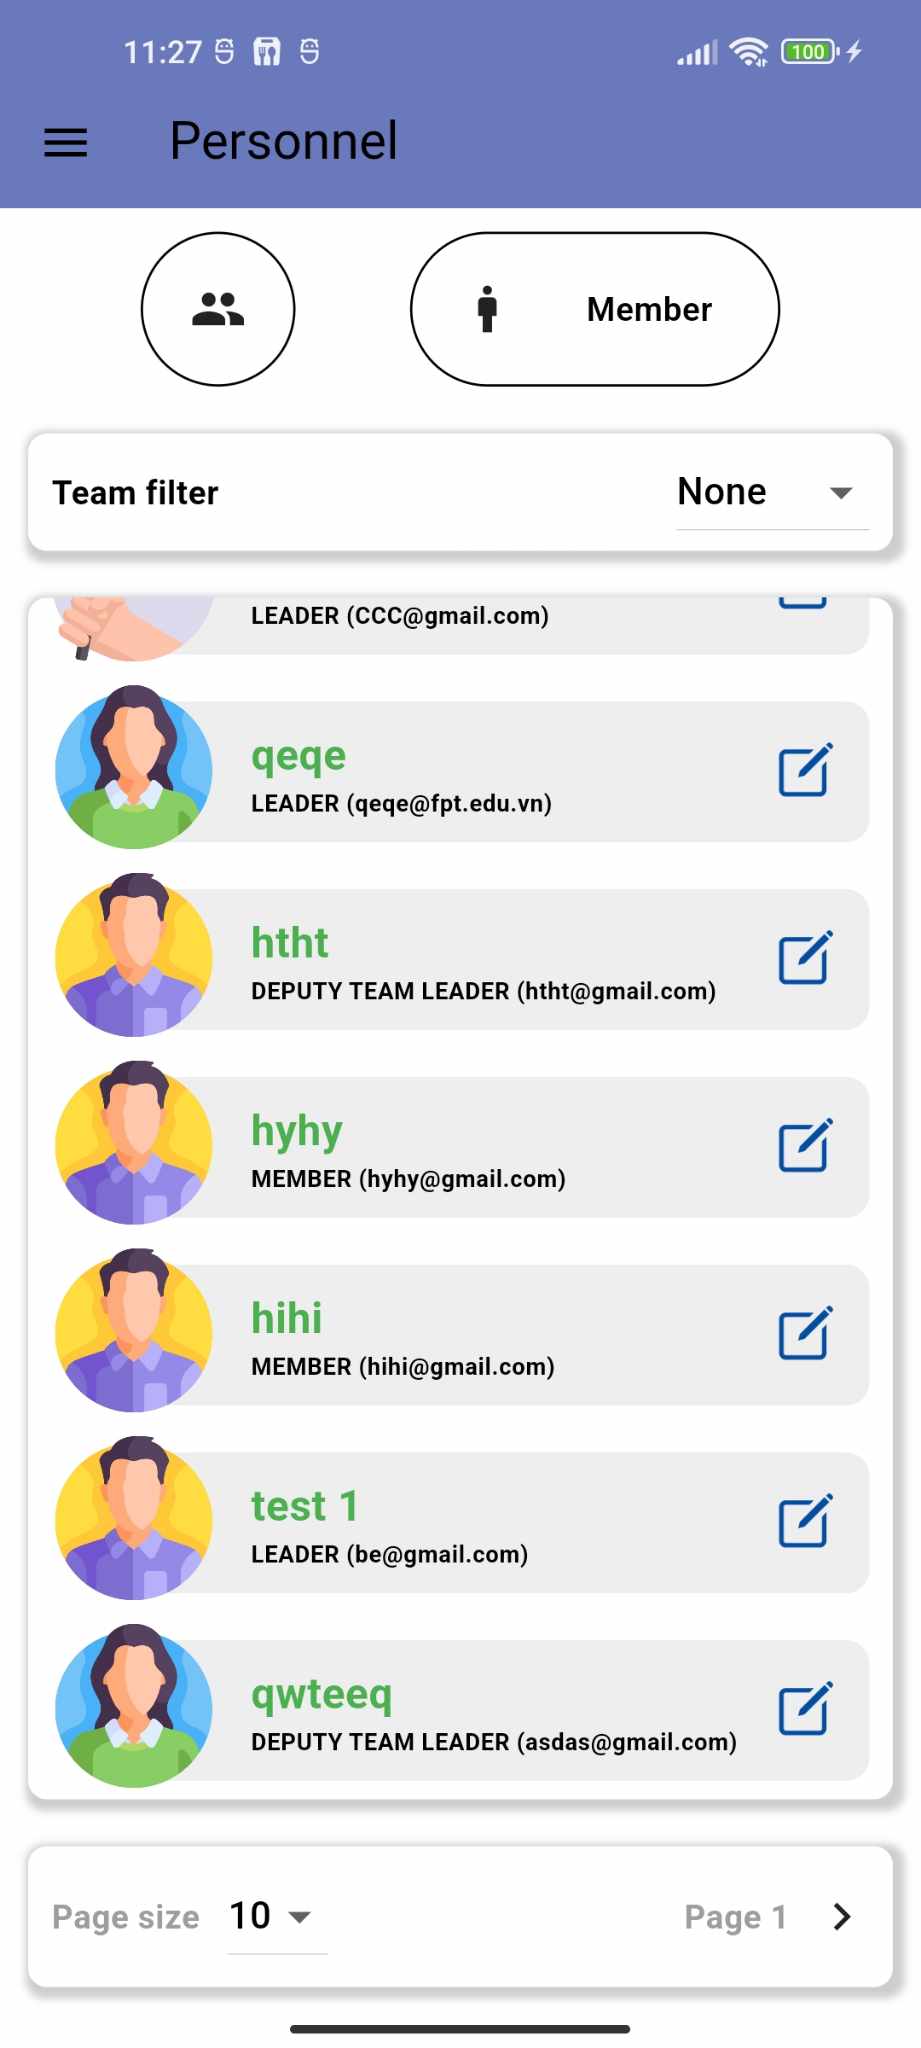 11:27
100
Personnel
Member
Team filter
None
LEADER (CCC@gmail.com)
qeqe
LEADER (qeqe@fpt.edu.vn)
htht
DEPUTY TEAM LEADER (htht@gmail.com)
hyhy
MEMBER (hyhy@gmail.com)
hihi
MEMBER (hihi@gmail.com)
test 1
LEADER (be@gmail.com)
qwteeq
DEPUTY TEAM LEADER (asdas@gmail.com)
Page size 10
Page 1